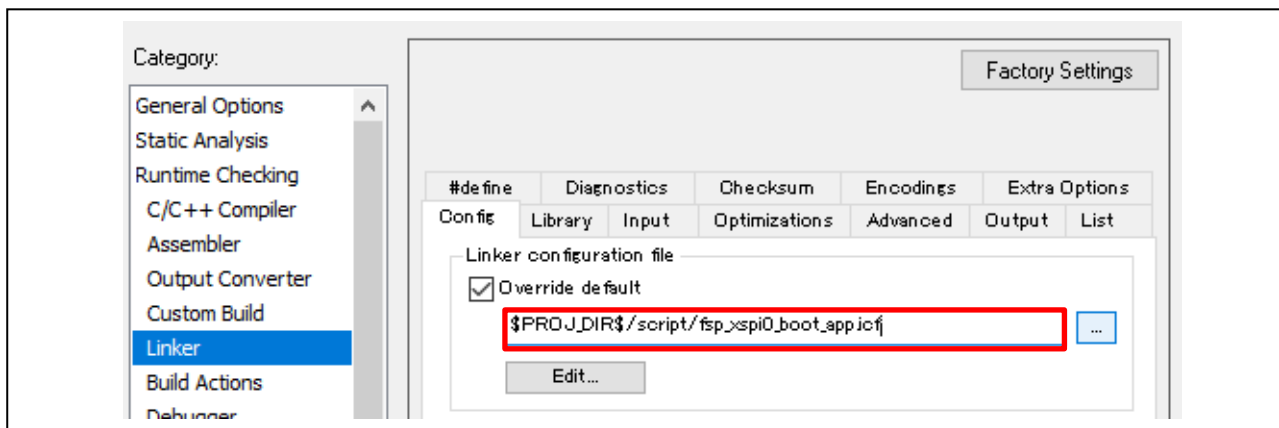 Category:
Factory Settings
General Options
Static Analysis
Runtime Checking
C/C++ Compiler
Assembler
Output Converter
Custom Build
Linker
Build Actions
Debugger
#define Diagnostics Checksum Encodings Extra Options
Config Library Input Optimizations Advanced Output List
Linker configuration file
Override default
$PROJ_DIR$/script/fsp_xspi0_boot_app.icf
...
Edit...